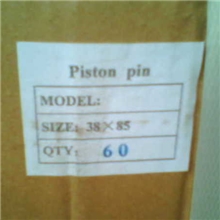 Piston pin
MODEL:
SIZE: 38×85
QTY: 60